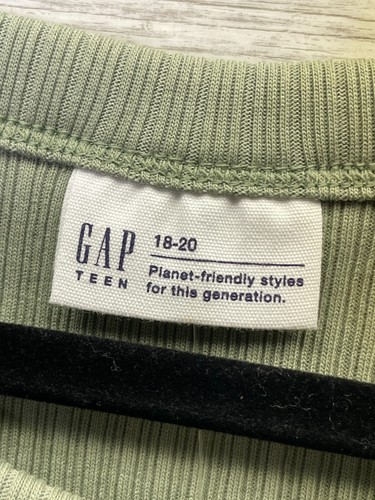 GAP
TEEN
18-20
Planet-friendly styles
for this generation.